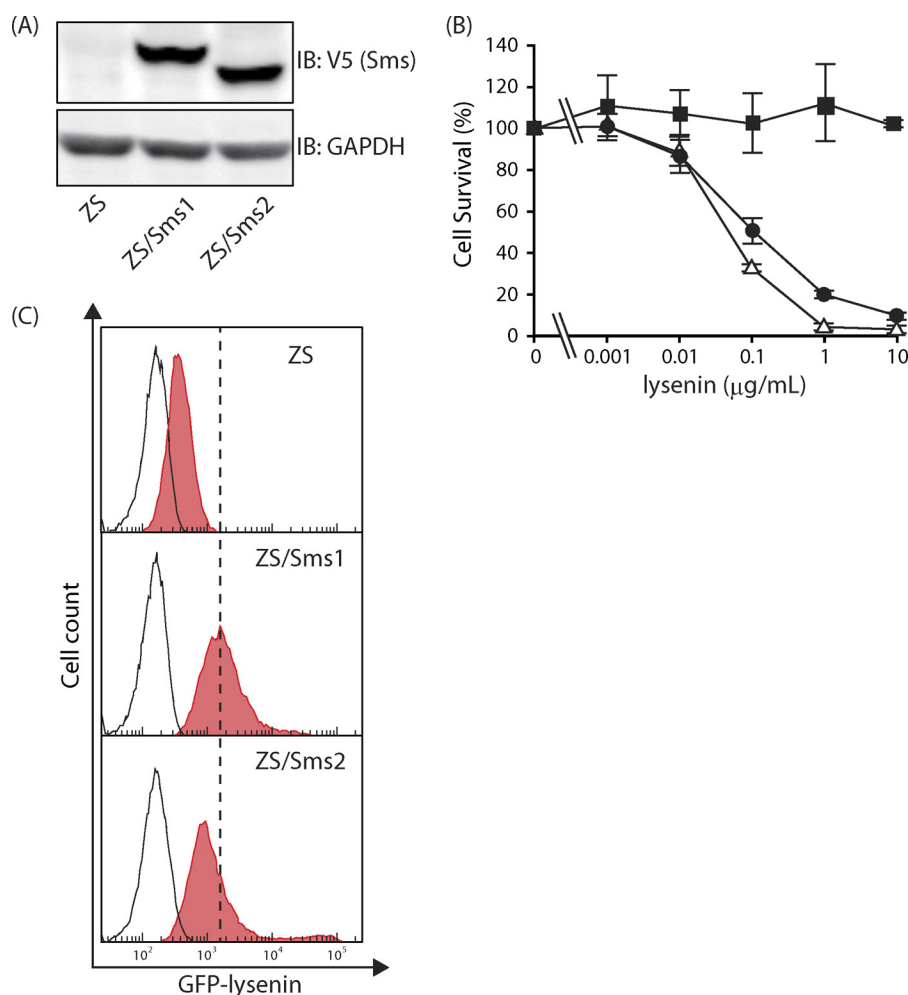 (A)
IB: V5 (Sms)
IB: GAPDH
ZS
ZS/Sms1
ZS/Sms2
(B)
Cell Survival (%)
140
120
100
80
60
40
20
0
0
0.001
0.01
0.1
1
10
lysenin (μg/mL)
(C)
Cell count
ZS
ZS/Sms1
ZS/Sms2
10² 10³ 10⁴ 10⁵
GFP-lysenin